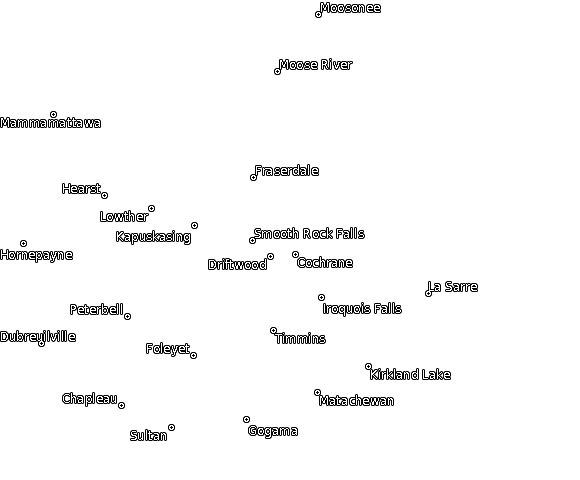 Moosonee
Moose River
Mammamattawa
Fraserdale
Hearst
Lowther
Kapuskasing
Smooth Rock Falls
Hornepayne
Driftwood
Cochrane
La Sarre
Peterbell
Iroquois Falls
Dubreuilville
Timmins
Foleyet
Kirkland Lake
Chapleau
Matachewan
Sultan
Gogama